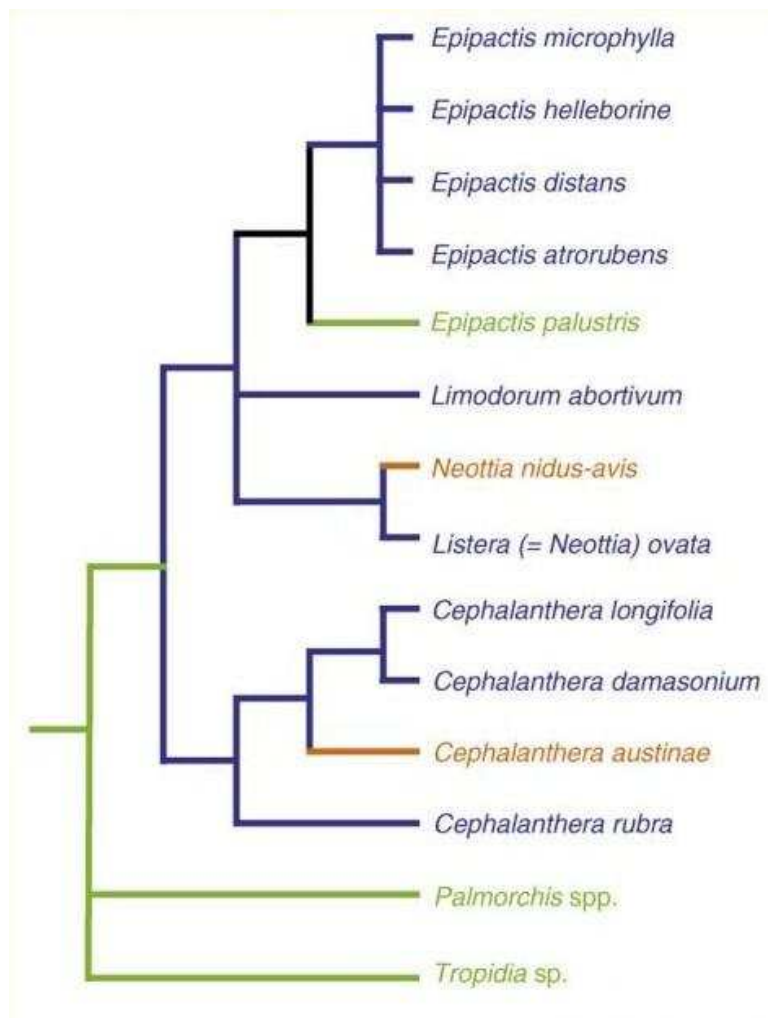 Epipactis microphylla
Epipactis helleborine
Epipactis distans
Epipactis atrorubens
Epipactis palustris
Limodorum abortivum
Neottia nidus-avis
Listera (= Neottia) ovata
Cephalanthera longifolia
Cephalanthera damasonium
Cephalanthera austinae
Cephalanthera rubra
Palmorchis spp.
Tropidia sp.